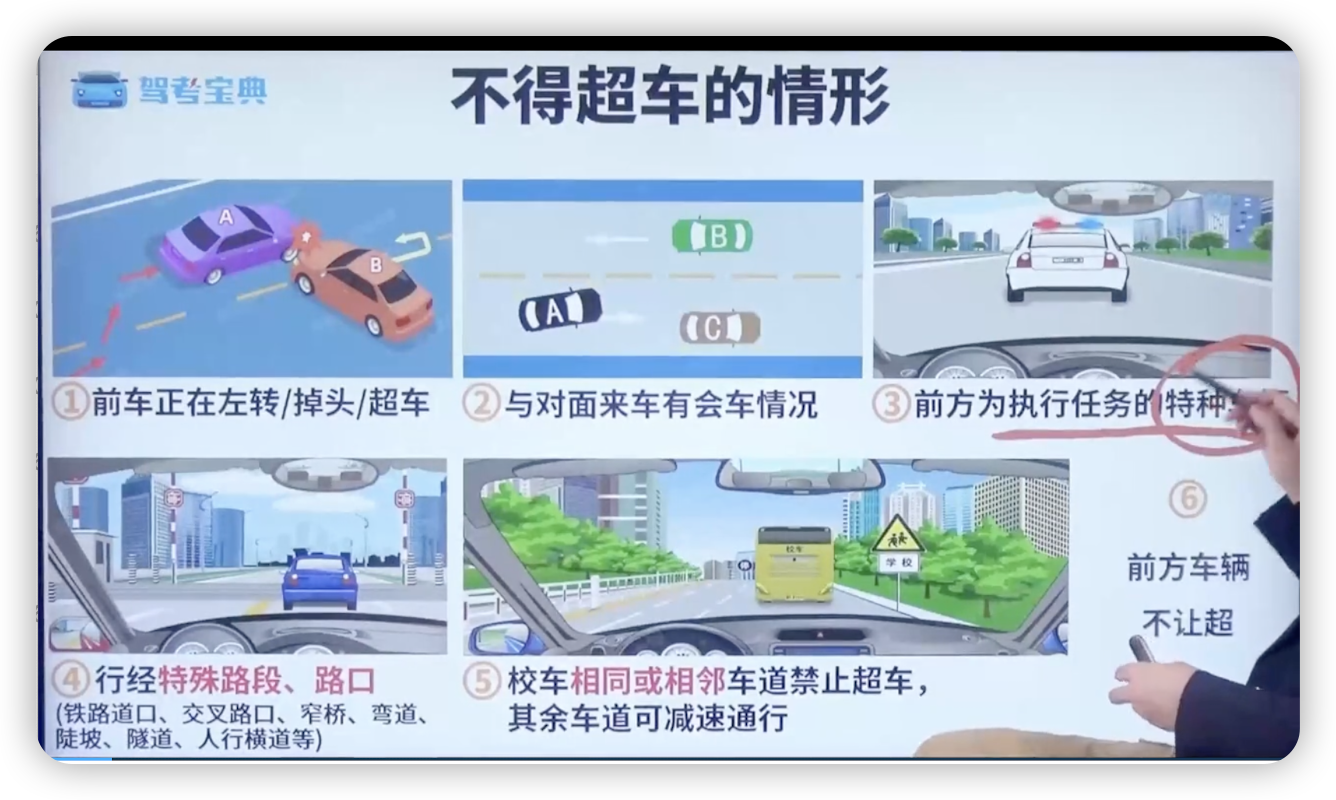 驾考宝典
不得超车的情形
A
B
B
A
C
①前车正在左转/掉头/超车
②与对面来车有会车情况
③前方为执行任务的特种
校车
学校
④行经特殊路段、路口
(铁路道口、交叉路口、窄桥、弯道、
陡坡、隧道、人行横道等)
⑤校车相同或相邻车道禁止超车，
其余车道可减速通行
⑥
前方车辆
不让超